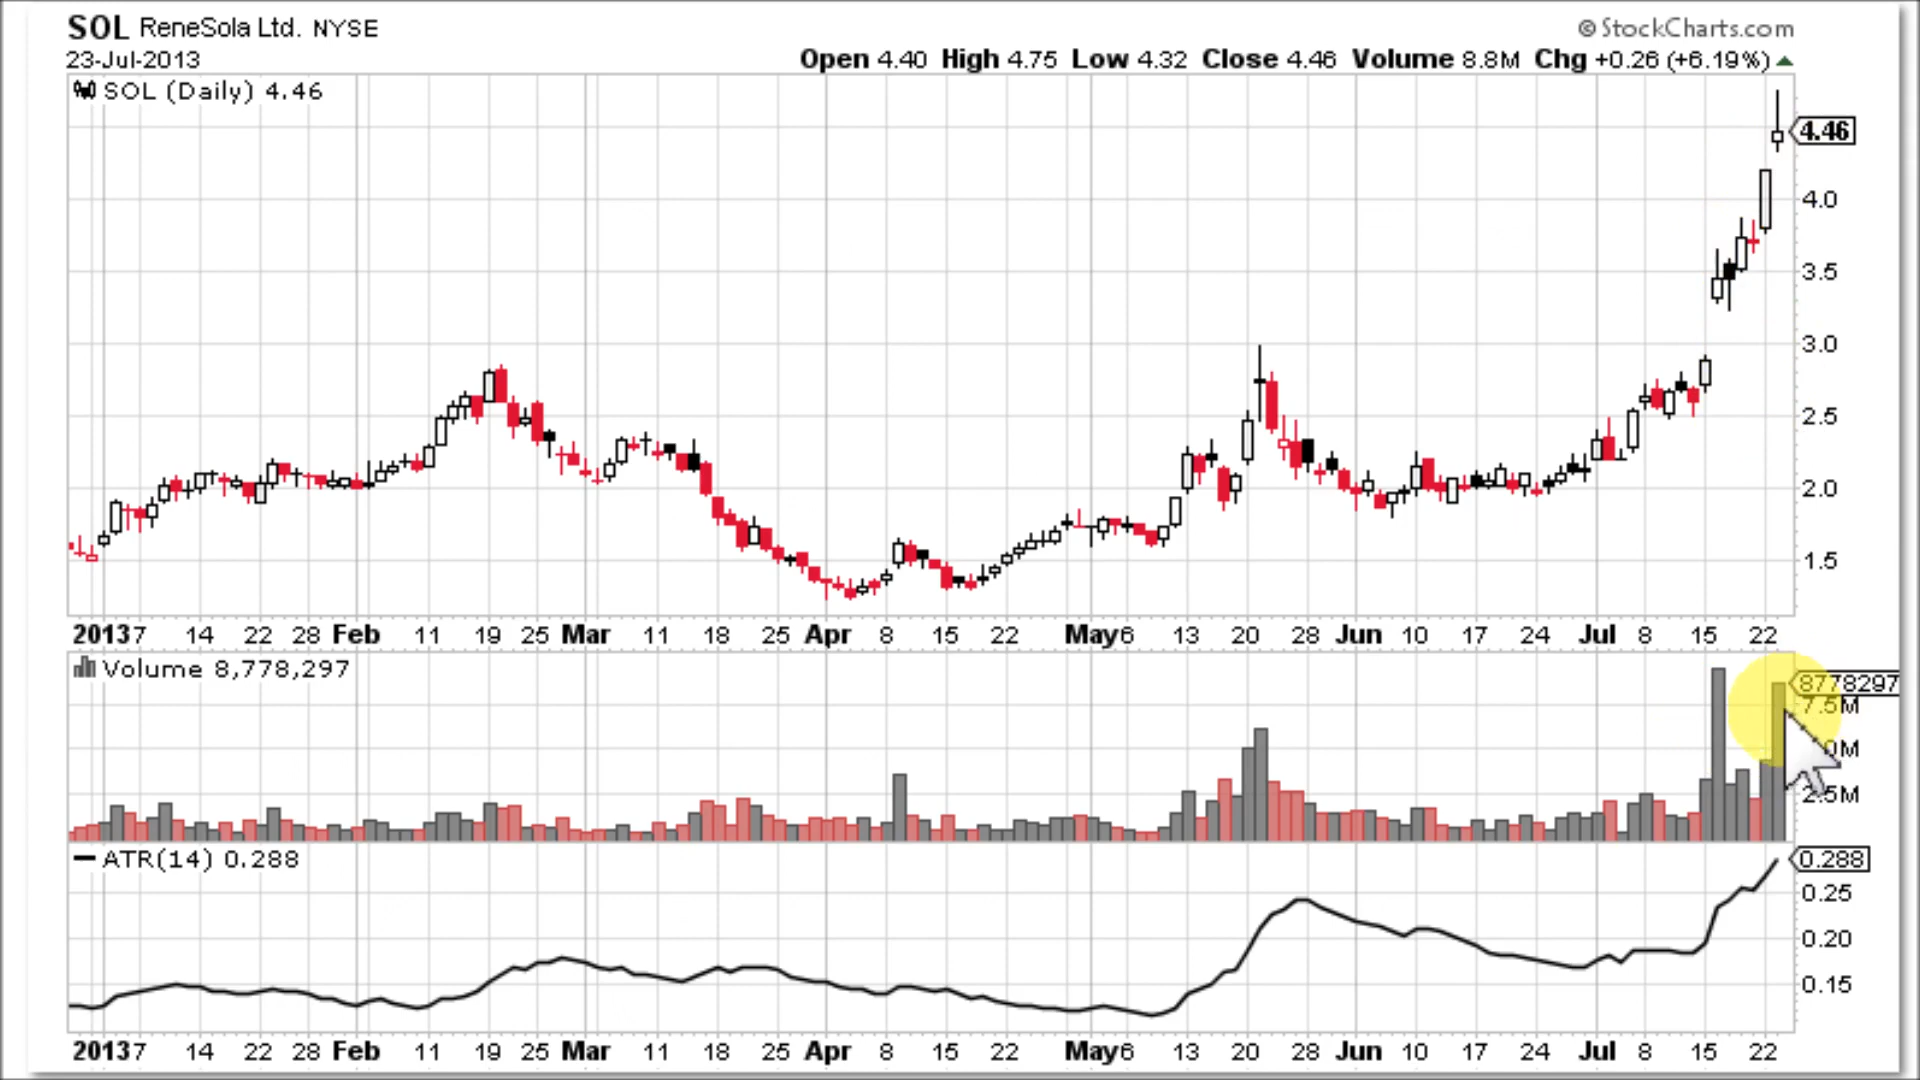 SOL ReneSola Ltd. NYSE © StockCharts.com
23-Jul-2013 Open 4.40 High 4.75 Low 4.32 Close 4.46 Volume 8.8M Chg +0.26 (+6.19%)
SOL (Daily) 4.46
4.46
4.0
3.5
3.0
2.5
2.0
1.5
2013 7 14 22 28 Feb 11 19 25 Mar 11 18 25 Apr 8 15 22 May 6 13 20 28 Jun 10 17 24 Jul 8 15 22
Volume 8,778,297
8778297
7.5M
2.5M
ATR(14) 0.288
0.288
0.25
0.20
0.15
2013 7 14 22 28 Feb 11 19 25 Mar 11 18 25 Apr 8 15 22 May 6 13 20 28 Jun 10 17 24 Jul 8 15 22